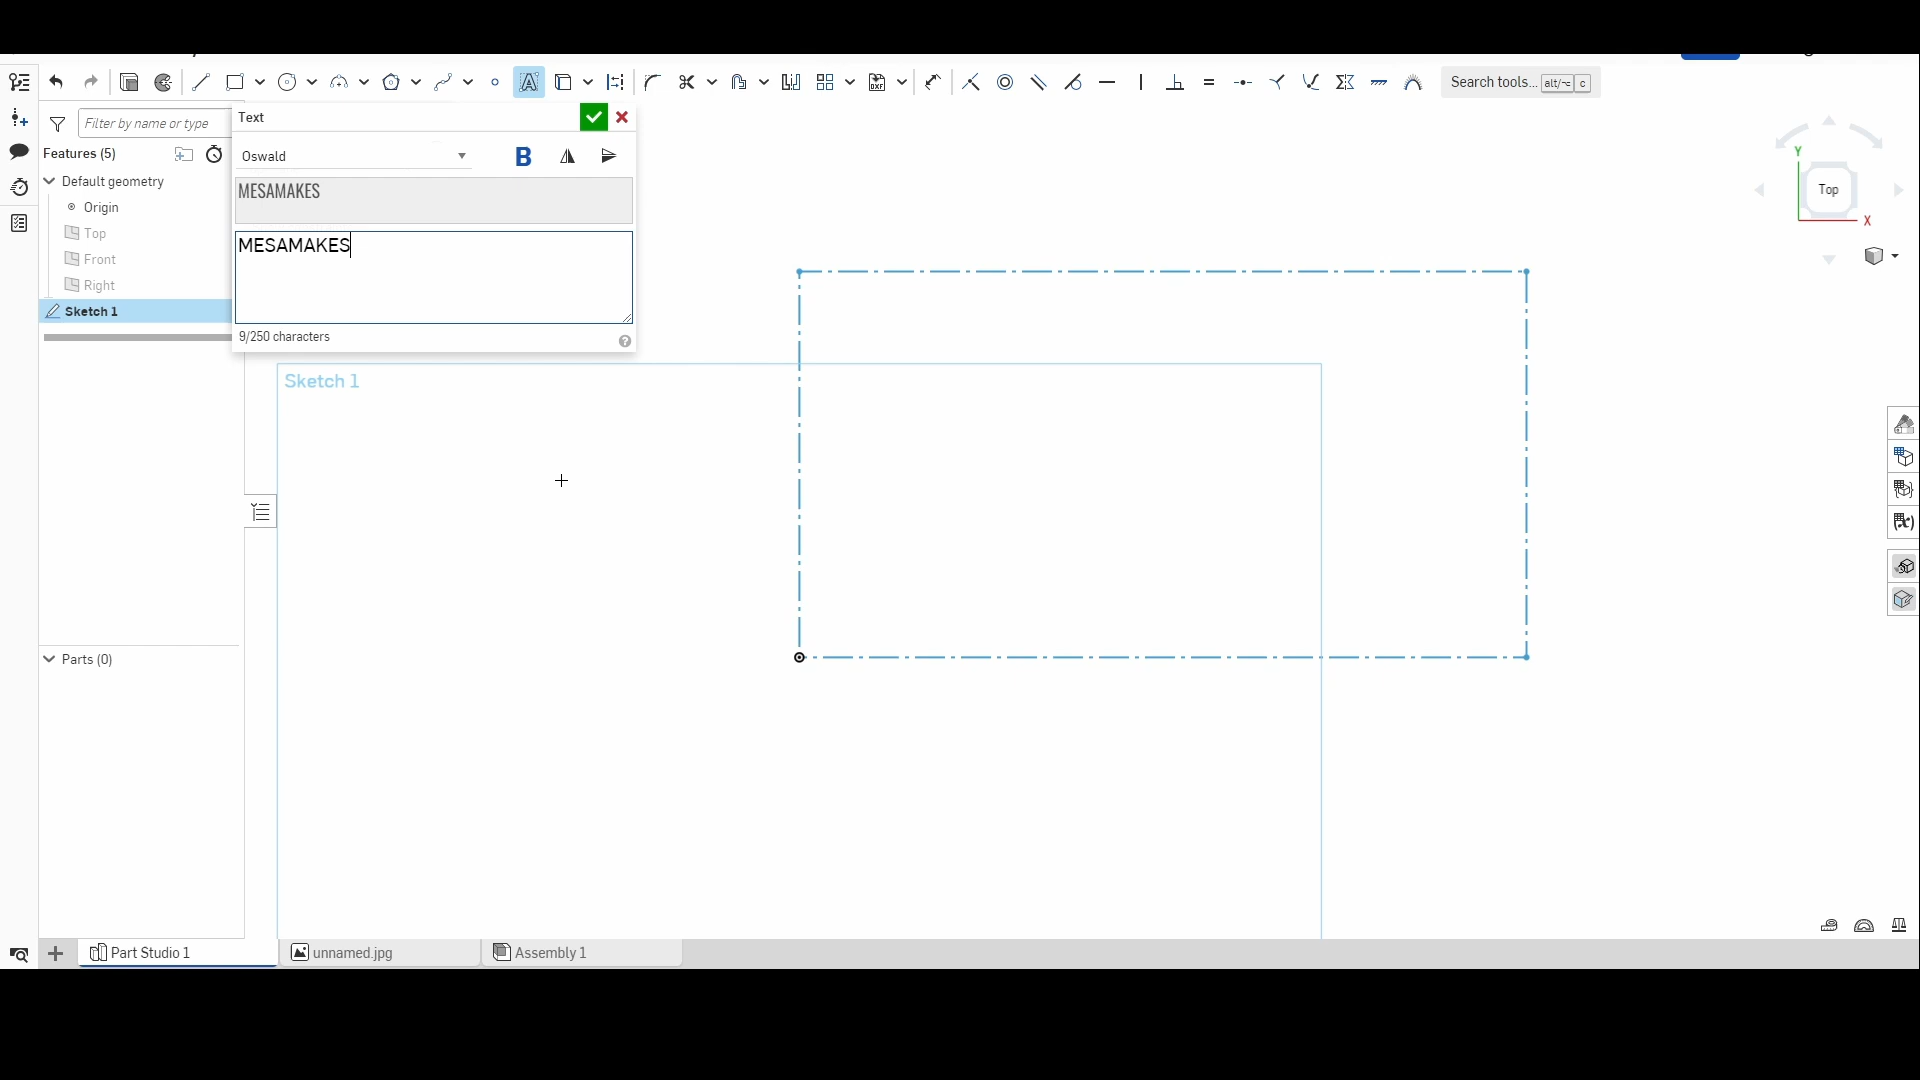 Search tools... alt/⌥ c
Text
Filter by name or type
Features (5)
Oswald
B
MESAMAKES
Default geometry
Origin
Top
Front
Right
MESAMAKES
Sketch 1
9/250 characters
Sketch 1
Y
Top
X
Parts (0)
Part Studio 1
unnamed.jpg
Assembly 1